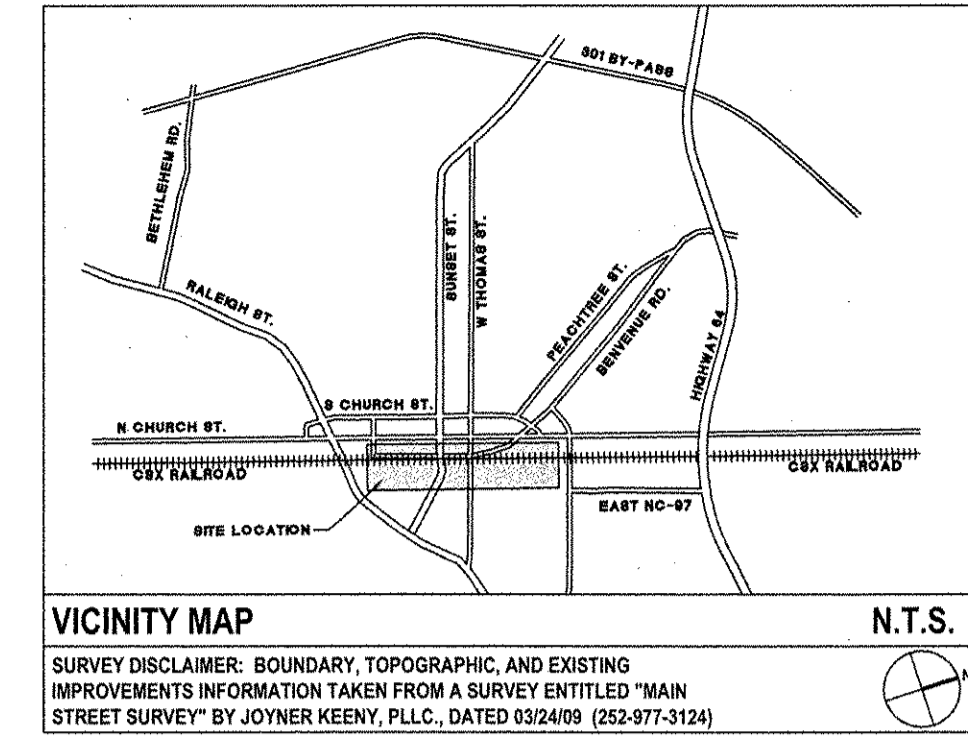 301 BY-PASS
BETHLEHEM RD.
SUNSET ST.
W THOMAS ST.
PEACHTREE ST.
BENVENUE RD.
RALEIGH ST.
HIGHWAY 64
S CHURCH ST.
N CHURCH ST.
CSX RAILROAD
CSX RAILROAD
EAST NC-97
SITE LOCATION
VICINITY MAP
N.T.S.
SURVEY DISCLAIMER: BOUNDARY, TOPOGRAPHIC, AND EXISTING
IMPROVEMENTS INFORMATION TAKEN FROM A SURVEY ENTITLED "MAIN
STREET SURVEY" BY JOYNER KEENY, PLLC., DATED 03/24/09 (252-977-3124)
N